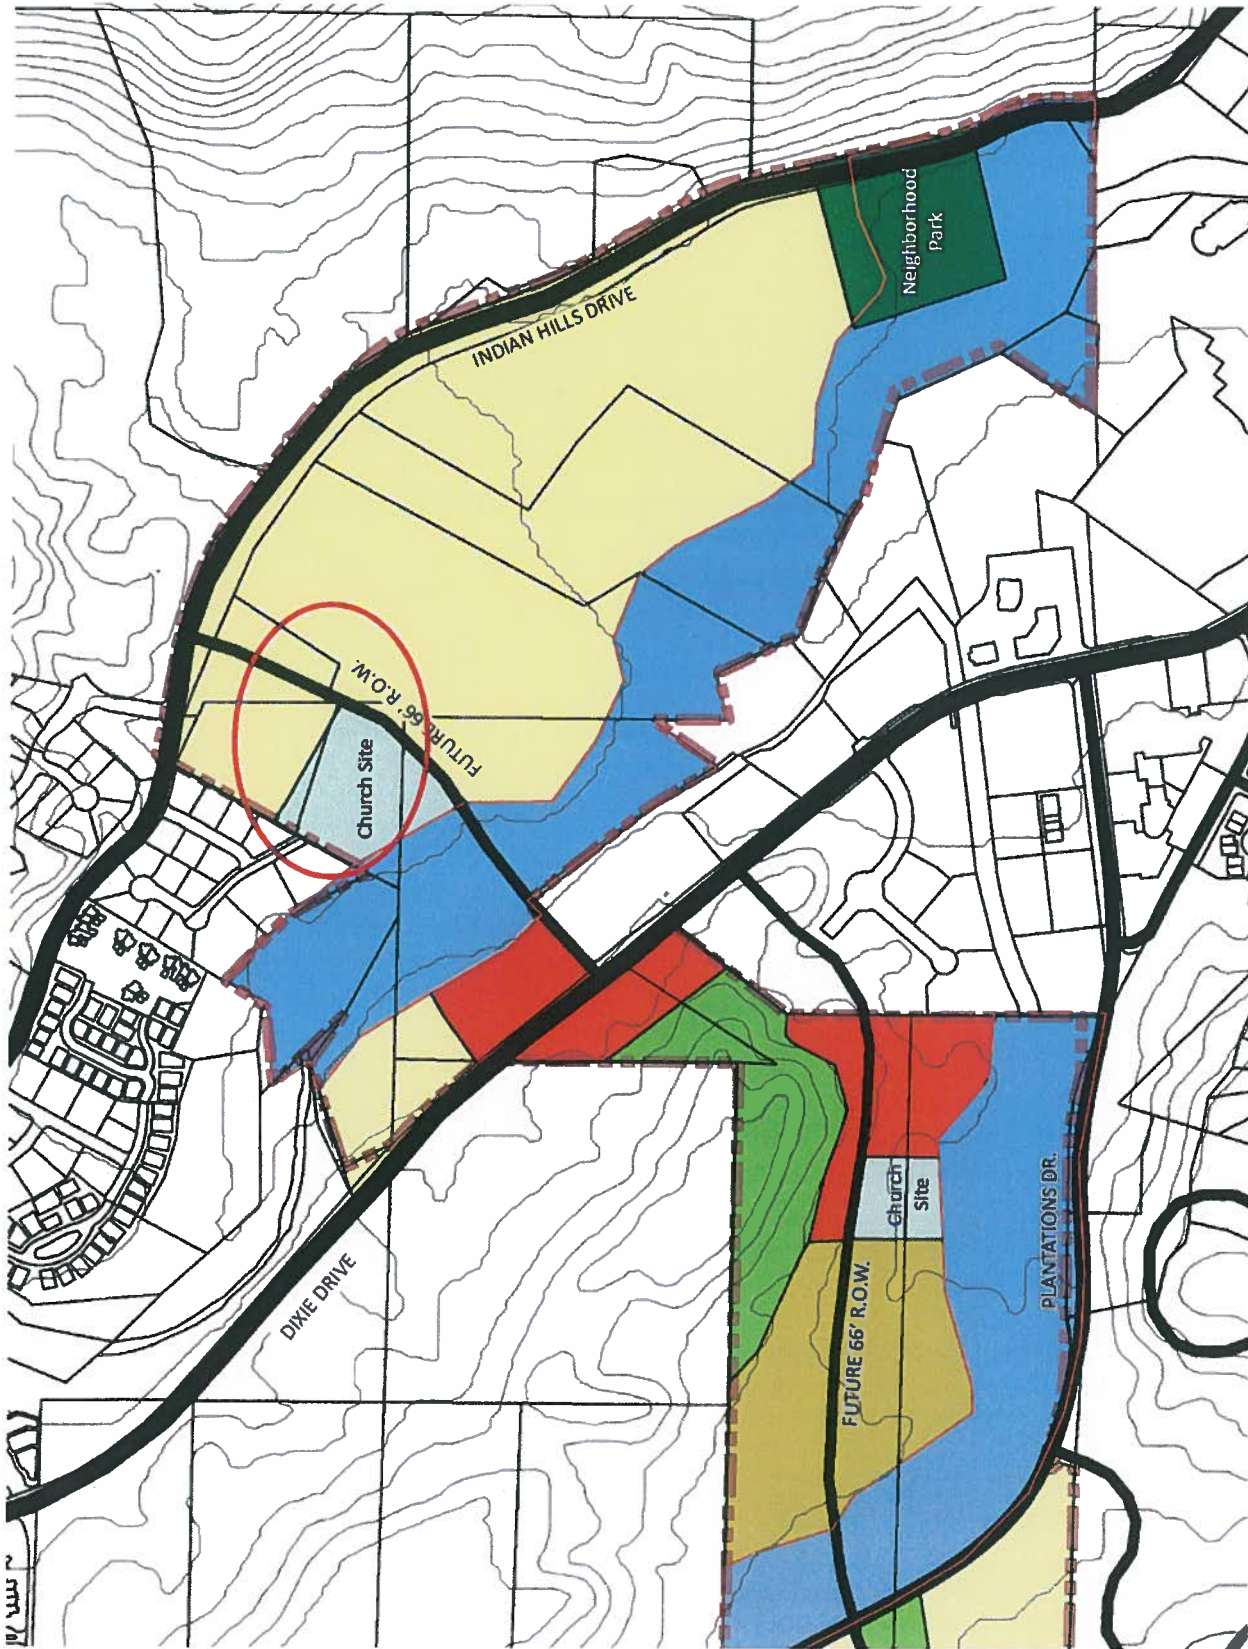 Neighborhood
Park
INDIAN HILLS DRIVE
FUTURE 66' R.O.W.
Church Site
DIXIE DRIVE
Church
Site
FUTURE 66' R.O.W.
PLANTATIONS DR.